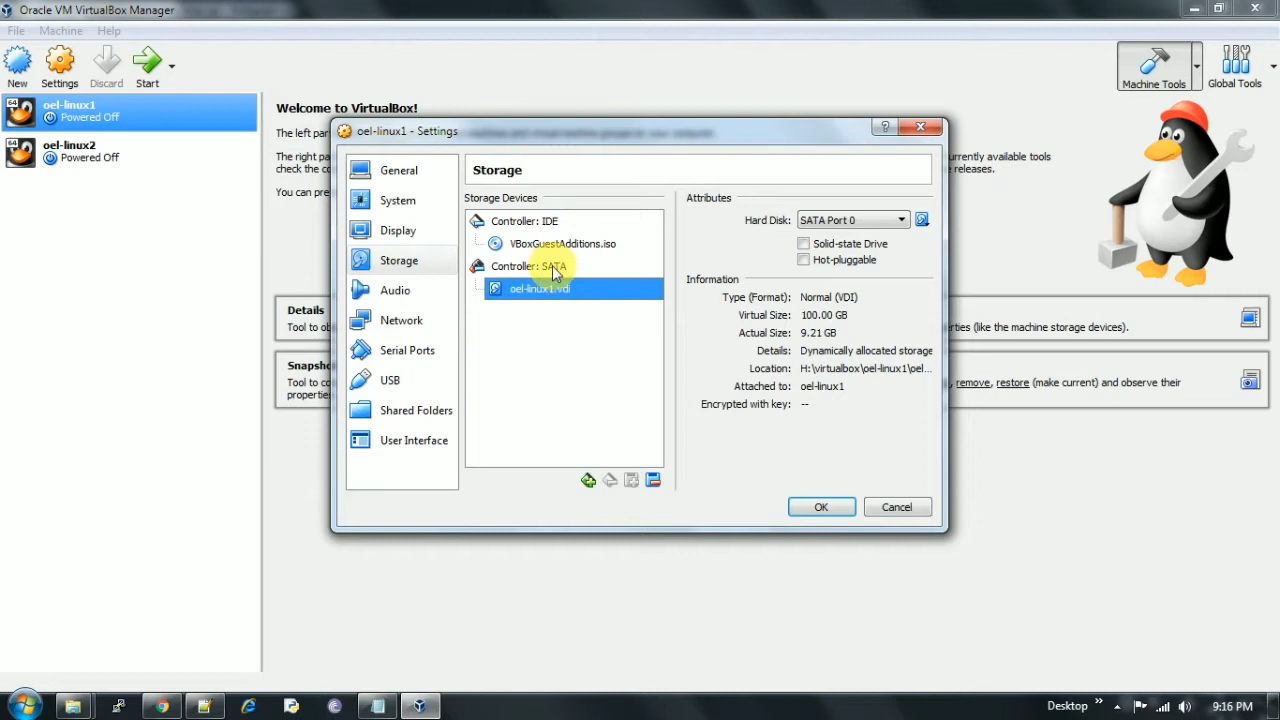 Oracle VM VirtualBox Manager
File Machine Help
New Settings Discard Start
Machine Tools Global Tools
64 oel-linux1
Powered Off
64 oel-linux2
Powered Off
Welcome to VirtualBox!
The left par
The right pa
check the co
You can pre
urrently available tools
releases.
oel-linux1 - Settings
General
System
Display
Storage
Audio
Network
Serial Ports
USB
Shared Folders
User Interface
Storage
Storage Devices
Controller: IDE
VBoxGuestAdditions.iso
Controller: SATA
oel-linux1.vdi
Attributes
Hard Disk: SATA Port 0
Solid-state Drive
Hot-pluggable
Information
Type (Format): Normal (VDI)
Virtual Size: 100.00 GB
Actual Size: 9.21 GB
Details: Dynamically allocated storage
Location: H:\virtualbox\oel-linux1\oel...
Attached to: oel-linux1
Encrypted with key: --
OK Cancel
Details
Tool to ob
erties (like the machine storage devices).
Snapsh
Tool to co
propertie
, remove, restore (make current) and observe their
Desktop
9:16 PM